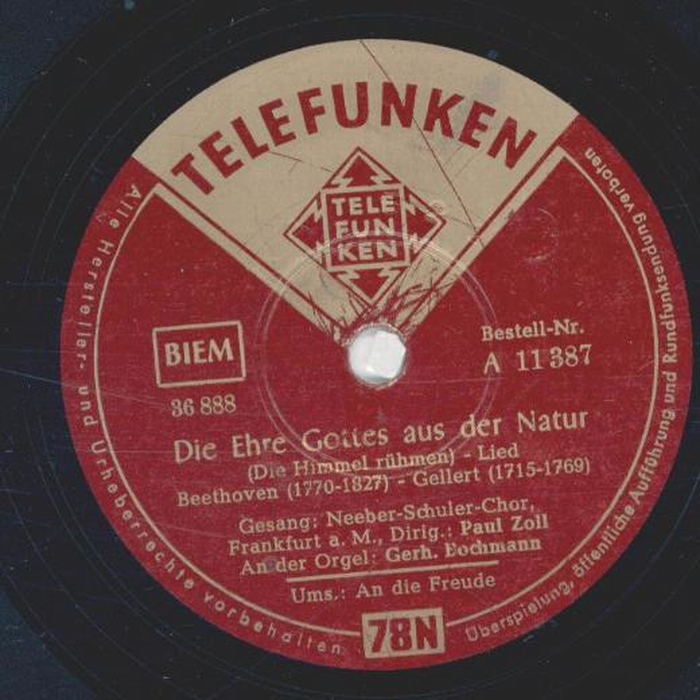 TELEFUNKEN
TELE
FUN
KEN
BIEM
36 888
Bestell-Nr.
A 11387
Die Ehre Gottes aus der Natur
(Die Himmel rühmen) - Lied
Beethoven (1770-1827) - Gellert (1715-1769)
Gesang: Neeber-Schuler-Chor,
Frankfurt a. M., Dirig.: Paul Zoll
An der Orgel: Gerh. Bochmann
Ums.: An die Freude
78N
Alle Hersteller- und Urheberrechte vorbehalten
Überspielung, öffentliche Aufführung und Rundfunksendung verboten